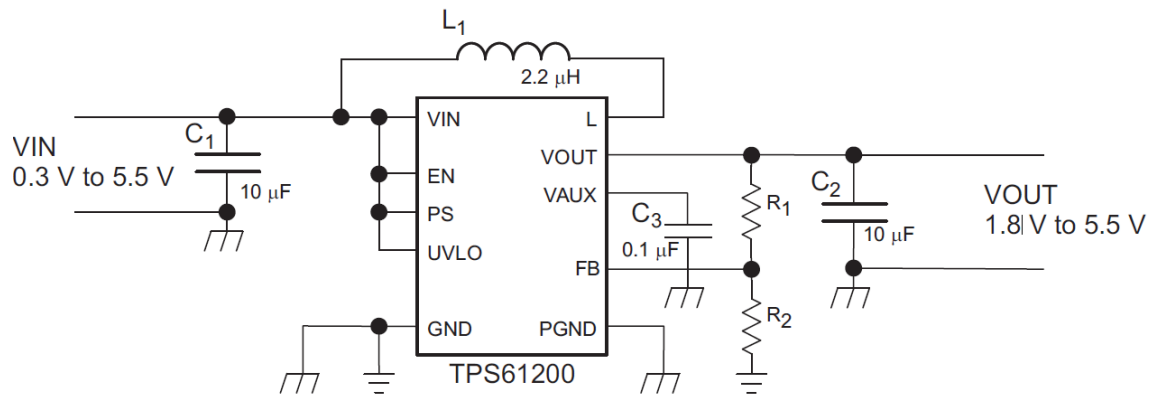 L1
2.2 μH
VIN
0.3 V to 5.5 V
C1
10 μF
VIN
EN
PS
UVLO
GND
L
VOUT
VAUX
FB
PGND
TPS61200
C3
0.1 μF
R1
R2
C2
10 μF
VOUT
1.8 V to 5.5 V